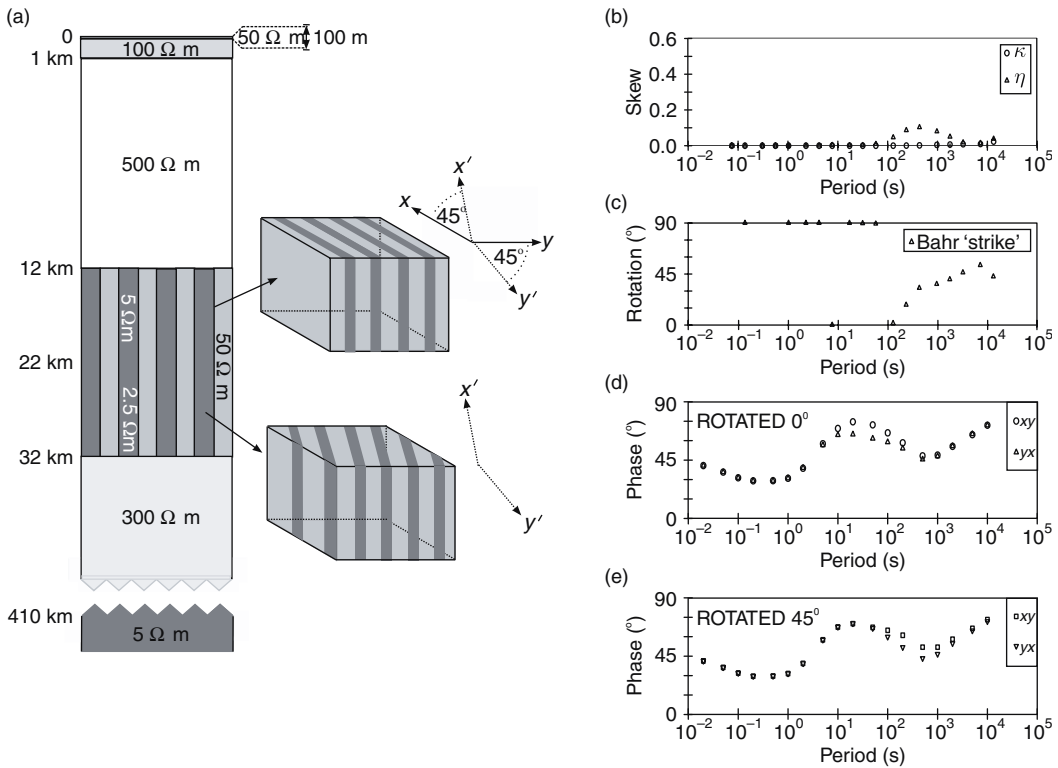 (a)
0
50 Ω m
100 m
100 Ω m
1 km
500 Ω m
12 km
5 Ωm
50 Ω m
22 km
2.5 Ωm
32 km
300 Ω m
410 km
5 Ω m
x′
x
45°
y
45°
y′
x′
y′
(b)
0.6
0.4
0.2
0.0
Skew
κ
η
10⁻² 10⁻¹ 10⁰ 10¹ 10² 10³ 10⁴ 10⁵
Period (s)
(c)
90
45
0
Rotation (°)
Bahr ‘strike’
10⁻² 10⁻¹ 10⁰ 10¹ 10² 10³ 10⁴ 10⁵
Period (s)
(d)
90
45
0
Phase (°)
ROTATED 0⁰
xy
yx
10⁻² 10⁻¹ 10⁰ 10¹ 10² 10³ 10⁴ 10⁵
Period (s)
(e)
90
45
0
Phase (°)
ROTATED 45⁰
xy
yx
10⁻² 10⁻¹ 10⁰ 10¹ 10² 10³ 10⁴ 10⁵
Period (s)